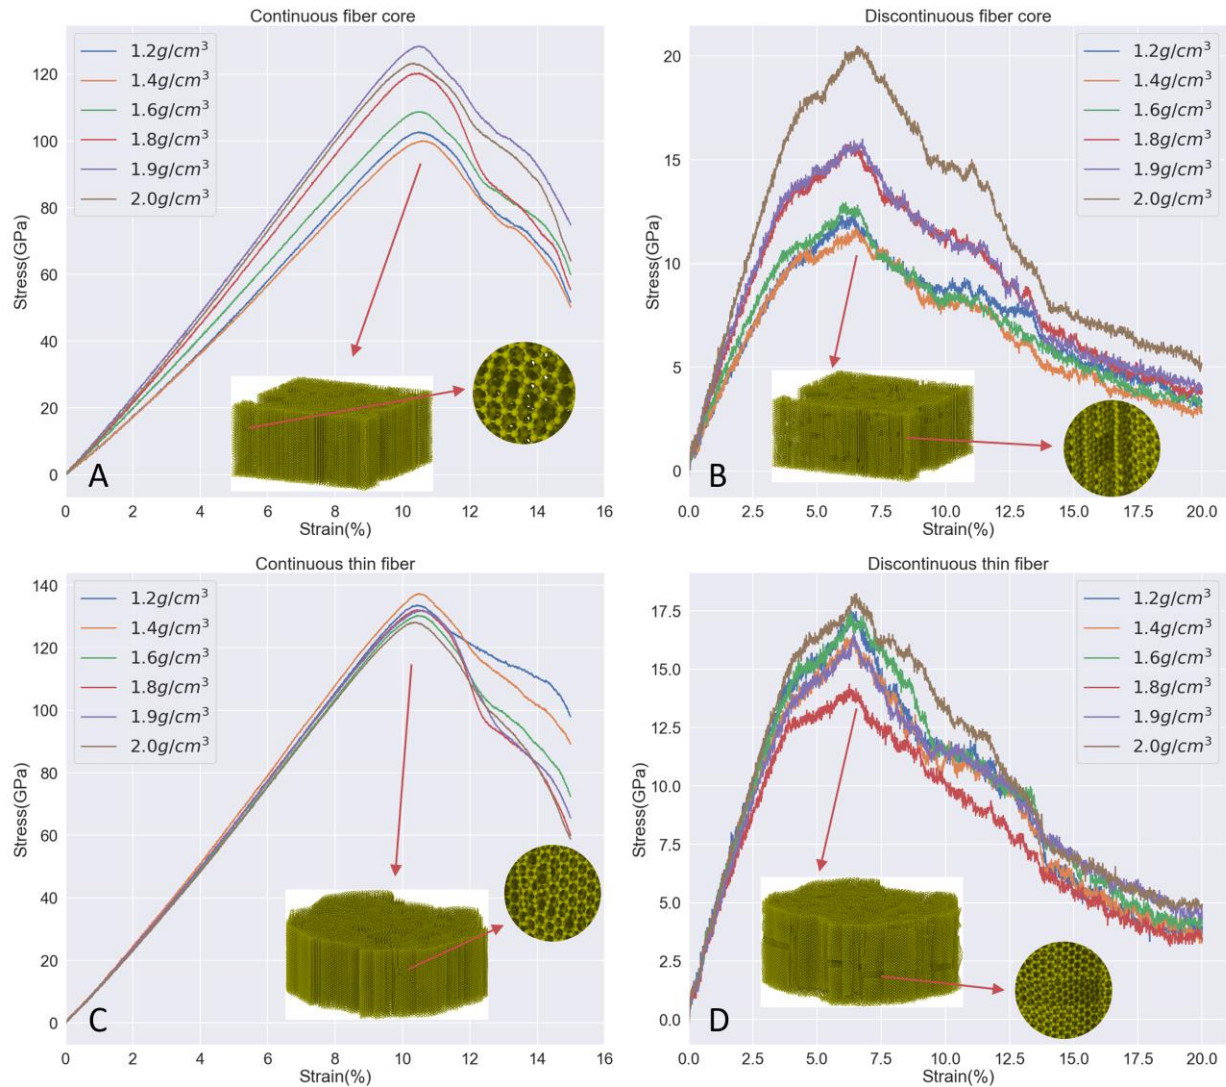 Continuous fiber core
120
100
80
60
40
20
0
Stress(GPa)
1.2g/cm³
1.4g/cm³
1.6g/cm³
1.8g/cm³
1.9g/cm³
2.0g/cm³
A
0 2 4 6 8 10 12 14 16
Strain(%)
Discontinuous fiber core
20
15
10
5
0
Stress(GPa)
1.2g/cm³
1.4g/cm³
1.6g/cm³
1.8g/cm³
1.9g/cm³
2.0g/cm³
B
0.0 2.5 5.0 7.5 10.0 12.5 15.0 17.5 20.0
Strain(%)
Continuous thin fiber
140
120
100
80
60
40
20
0
Stress(GPa)
1.2g/cm³
1.4g/cm³
1.6g/cm³
1.8g/cm³
1.9g/cm³
2.0g/cm³
C
0 2 4 6 8 10 12 14 16
Strain(%)
Discontinuous thin fiber
17.5
15.0
12.5
10.0
7.5
5.0
2.5
0.0
Stress(GPa)
1.2g/cm³
1.4g/cm³
1.6g/cm³
1.8g/cm³
1.9g/cm³
2.0g/cm³
D
0.0 2.5 5.0 7.5 10.0 12.5 15.0 17.5 20.0
Strain(%)